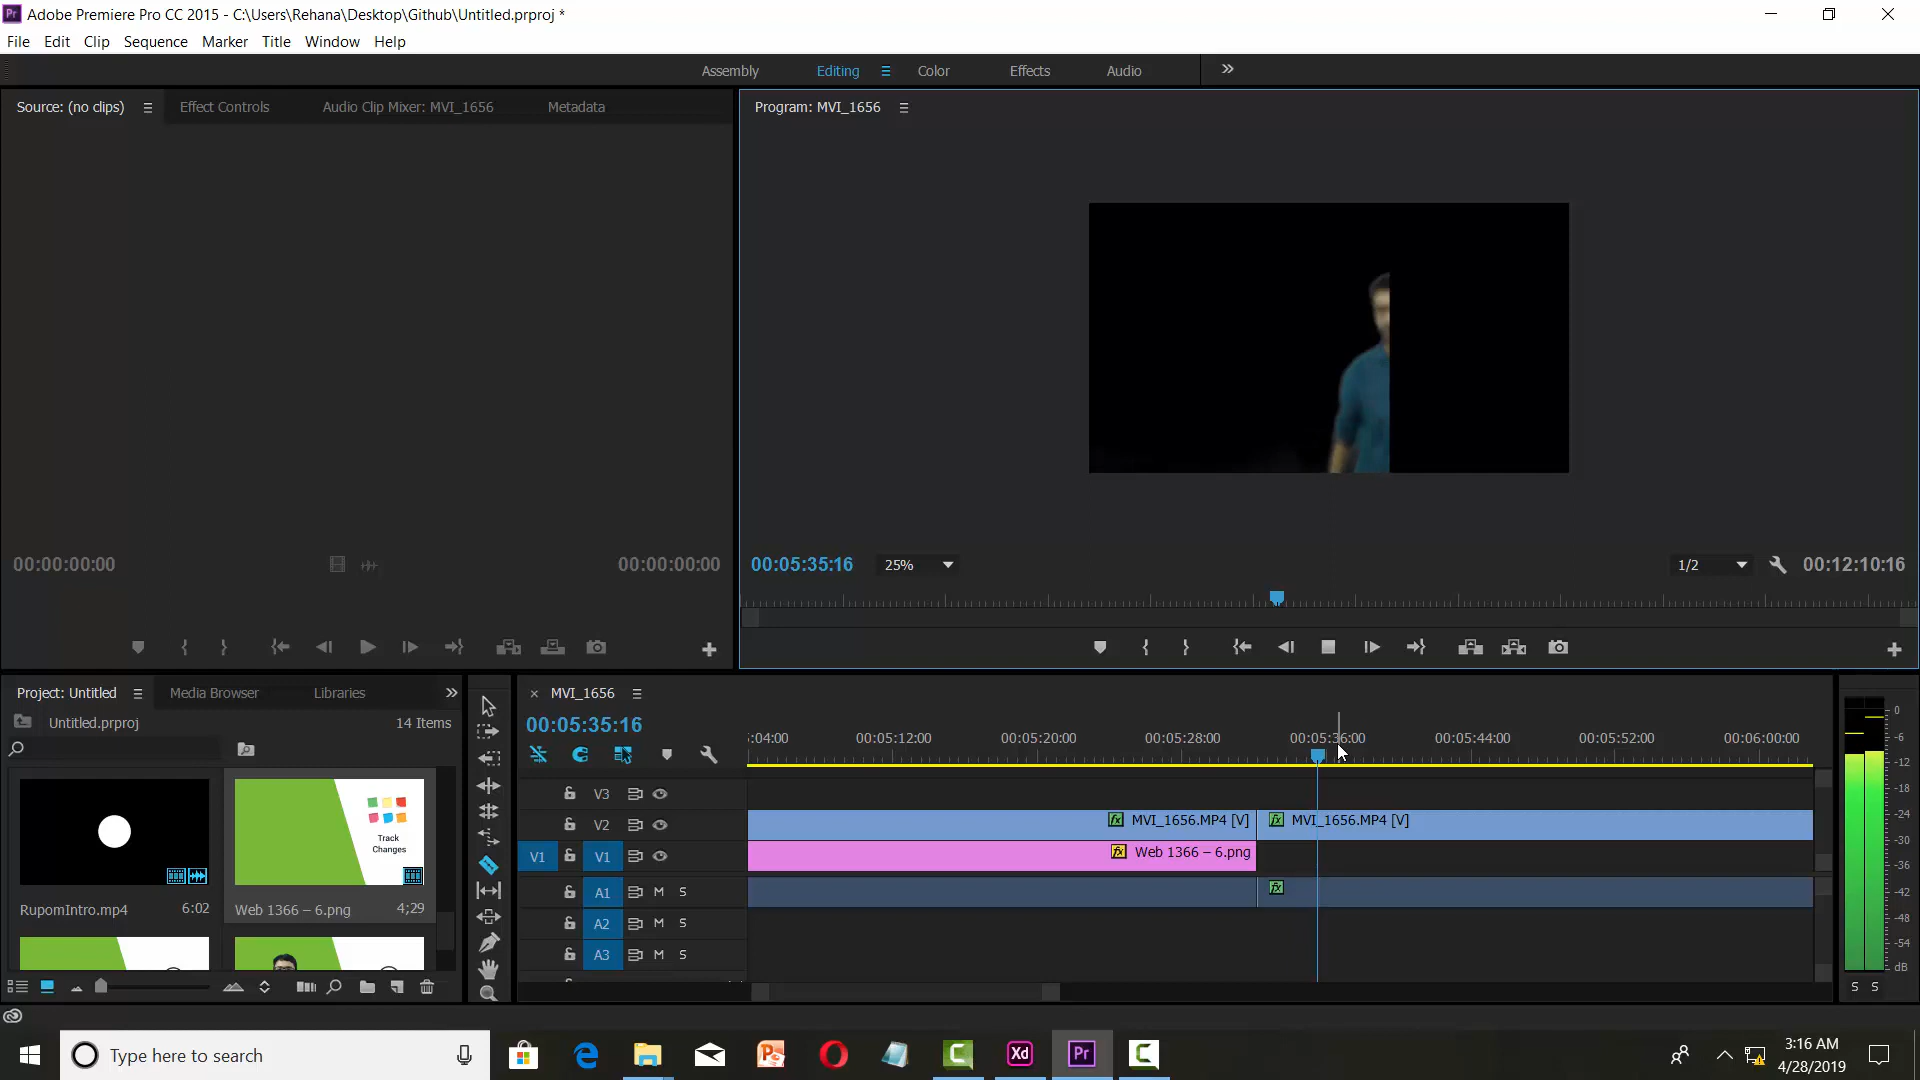 Adobe Premiere Pro CC 2015 - C:\Users\Rehana\Desktop\Github\Untitled.prproj *
File Edit Clip Sequence Marker Title Window Help
Assembly Editing Color Effects Audio
Source: (no clips) Effect Controls Audio Clip Mixer: MVI_1656 Metadata
Program: MVI_1656
00:00:00:00 00:00:00:00
00:05:35:16 25% 1/2 00:12:10:16
Project: Untitled Media Browser Libraries
Untitled.prproj 14 Items
Track
Changes
RupomIntro.mp4 6:02
Web 1366 – 6.png 4;29
MVI_1656
00:05:35:16
:04:00 00:05:12:00 00:05:20:00 00:05:28:00 00:05:36:00 00:05:44:00 00:05:52:00 00:06:00:00
V3
V2 fx MVI_1656.MP4 [V] fx MVI_1656.MP4 [V]
V1 V1 fx Web 1366 – 6.png
A1 M S fx
A2 M S
A3 M S
0
-6
-12
-18
-24
-30
-36
-42
-48
-54
dB
S S
Type here to search
Xd Pr
3:16 AM
4/28/2019